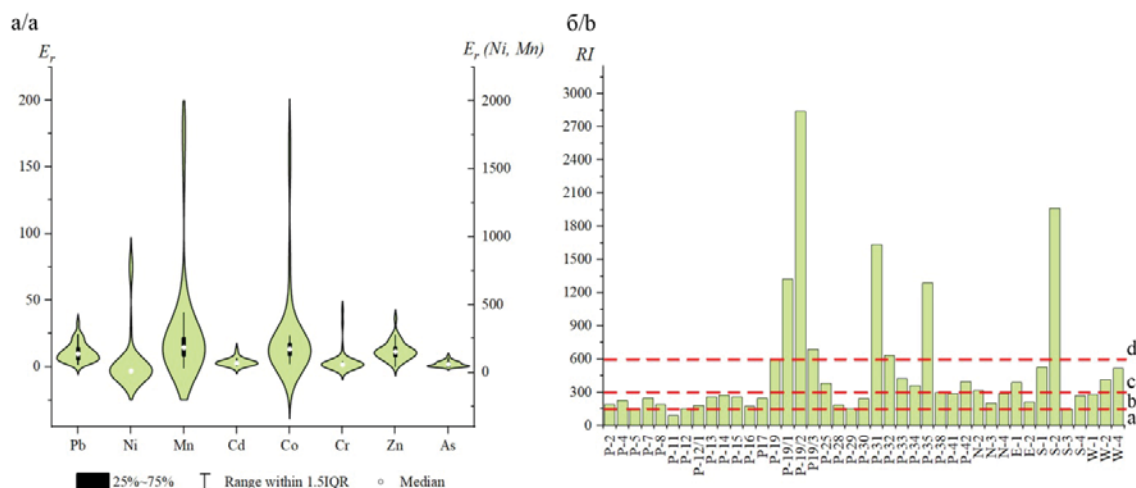 а/a
E_r
E_r (Ni, Mn)
200
150
100
50
0
2000
1500
1000
500
0
Pb Ni Mn Cd Co Cr Zn As
25%~75% Range within 1.5IQR Median
б/b
RI
3000
2700
2400
2100
1800
1500
1200
900
600
300
0
d
c
b
a
P-2 P-4 P-5 P-7 P-8 P-11 P-12 P-12/1 P-13 P-14 P-15 P-16 P17 P-19 P-19/1 P-19/2 P19/3 P-25 P-28 P-29 P-30 P-31 P-32 P-33 P-34 P-35 P-38 P-41 P-42 N-2 N-3 N-4 E-1 E-2 S-1 S-2 S-3 S-4 W-1 W-2 W-4